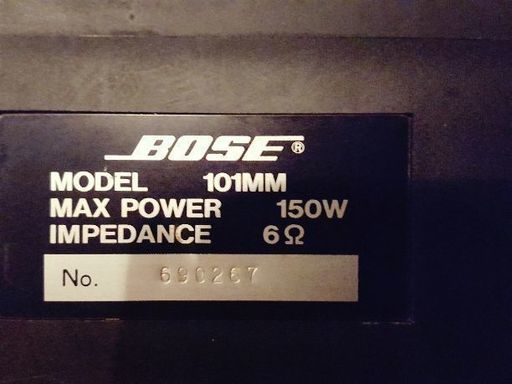 BOSE®
MODEL 101MM
MAX POWER 150W
IMPEDANCE 6Ω
No. 690267